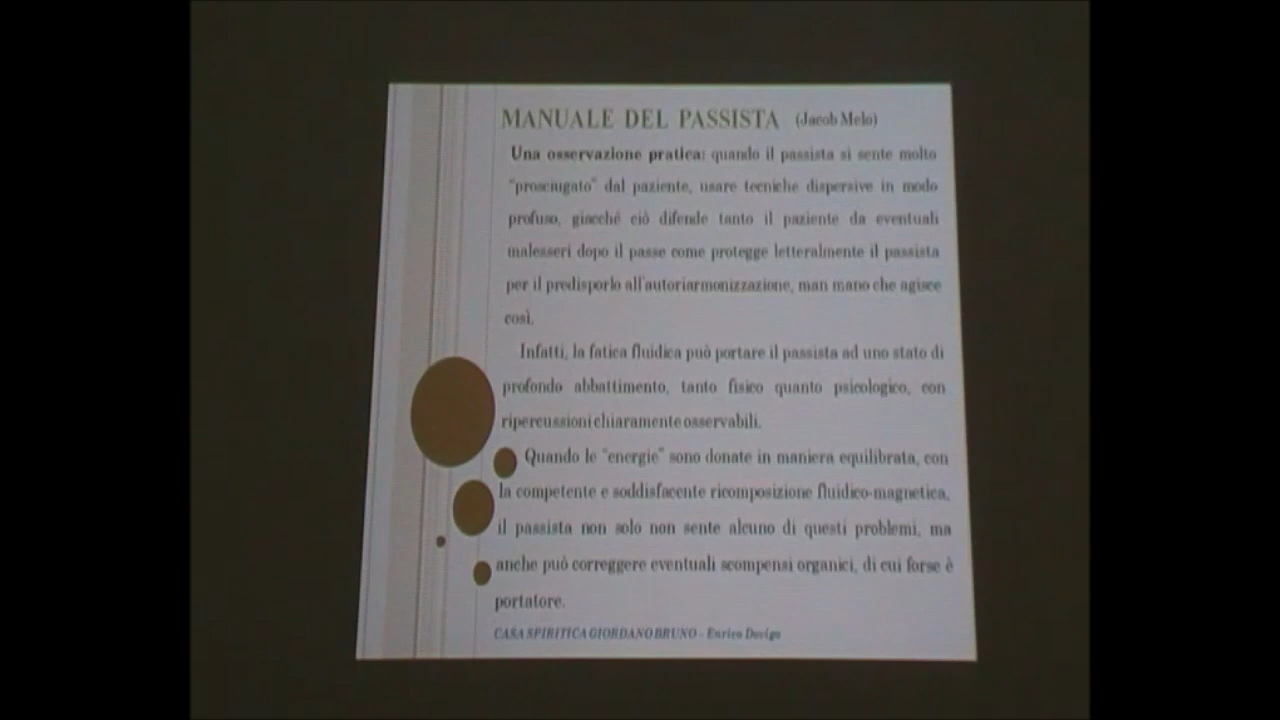 MANUALE DEL PASSISTA (Jacob Melo)
Una osservazione pratica: quando il passista si sente molto
"prosciugato" dal paziente, usare tecniche dispersive in modo
profuso, giacché ciò difende tanto il paziente da eventuali
malesseri dopo il passe come protegge letteralmente il passista
per il predisporlo all'autoriarmonizzazione, man mano che agisce
così.
Infatti, la fatica fluidica può portare il passista ad uno stato di
profondo abbattimento, tanto fisico quanto psicologico, con
ripercussioni chiaramente osservabili.
Quando le "energie" sono donate in maniera equilibrata, con
la competente e soddisfacente ricomposizione fluidico-magnetica,
il passista non solo non sente alcuno di questi problemi, ma
anche può correggere eventuali scompensi organici, di cui forse è
portatore.
CASA SPIRITICA GIORDANO BRUNO - Enrico Dovigo